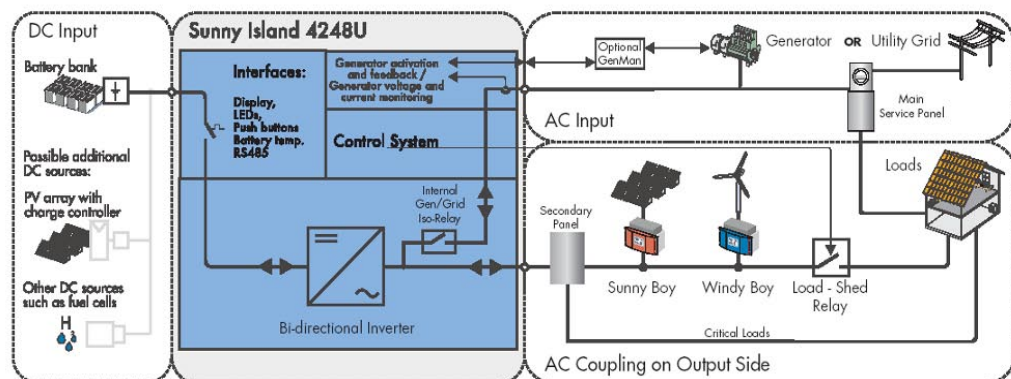 DC Input
Battery bank
Possible additional
DC sources:
PV array with
charge controller
Other DC sources
such as fuel cells
H
2
Sunny Island 4248U
Interfaces:
Display,
LEDs,
Push buttons
Battery temp.
RS485
Generator activation
and feedback /
Generator voltage and
current monitoring
Control System
Internal
Gen/Grid
Iso-Relay
Bi-directional Inverter
Optional
GenMan
Generator OR Utility Grid
Main
Service Panel
AC Input
Loads
Secondary
Panel
Sunny Boy
Windy Boy
Load - Shed
Relay
Critical Loads
AC Coupling on Output Side